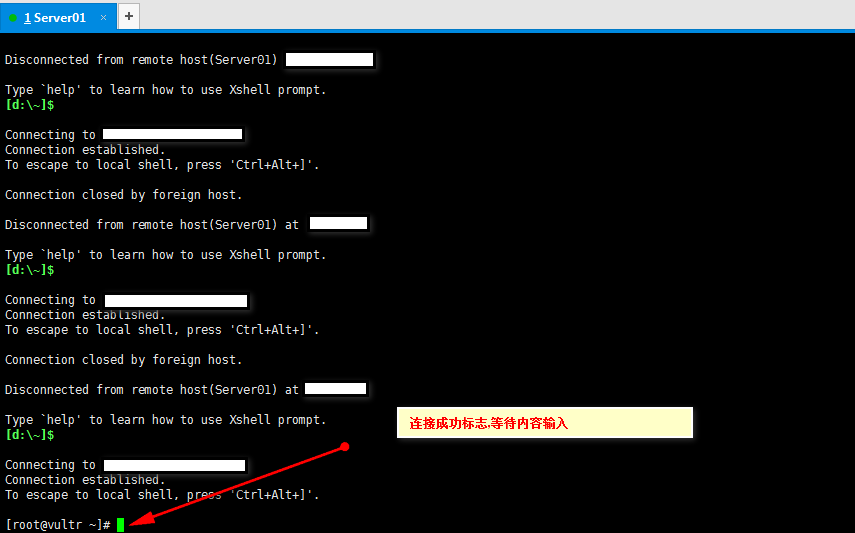 1 Server01 × +
Disconnected from remote host(Server01)
Type `help' to learn how to use Xshell prompt.
[d:\~]$
Connecting to
Connection established.
To escape to local shell, press 'Ctrl+Alt+]'.
Connection closed by foreign host.
Disconnected from remote host(Server01) at
Type `help' to learn how to use Xshell prompt.
[d:\~]$
Connecting to
Connection established.
To escape to local shell, press 'Ctrl+Alt+]'.
Connection closed by foreign host.
Disconnected from remote host(Server01) at
Type `help' to learn how to use Xshell prompt.
连接成功标志,等待内容输入
[d:\~]$
Connecting to
Connection established.
To escape to local shell, press 'Ctrl+Alt+]'.
[root@vultr ~]#